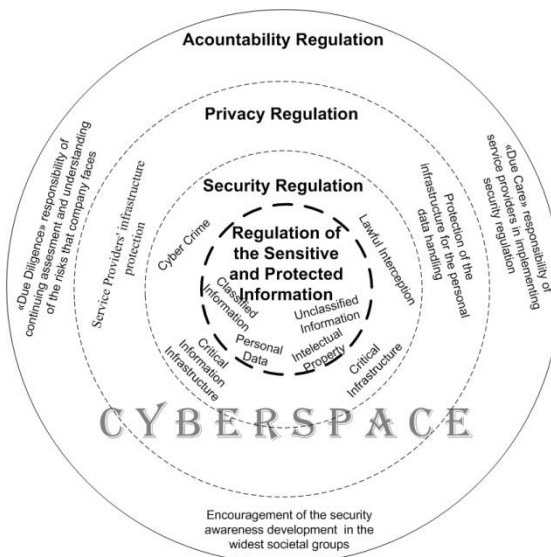 Acountability Regulation
Privacy Regulation
Security Regulation
Regulation of
the Sensitive
and Protected
Information
«Due Diligence» responsibility of
continuing assessment and understanding
of the risks that company faces
Service Providers' infrastructure
protection
Cyber Crime
Lawful Interception
Protection of the
infrastructure for the personal
data handling
«Due Care» responsibility of
service providers in implementing
security regulation
Classified
Information
Unclassified
Information
Personal
Data
Intelectual
Property
Critical
Information
Infrastructure
Critical
Infrastructure
CYBERSPACE
Encouragement of the security
awareness development in the
widest societal groups